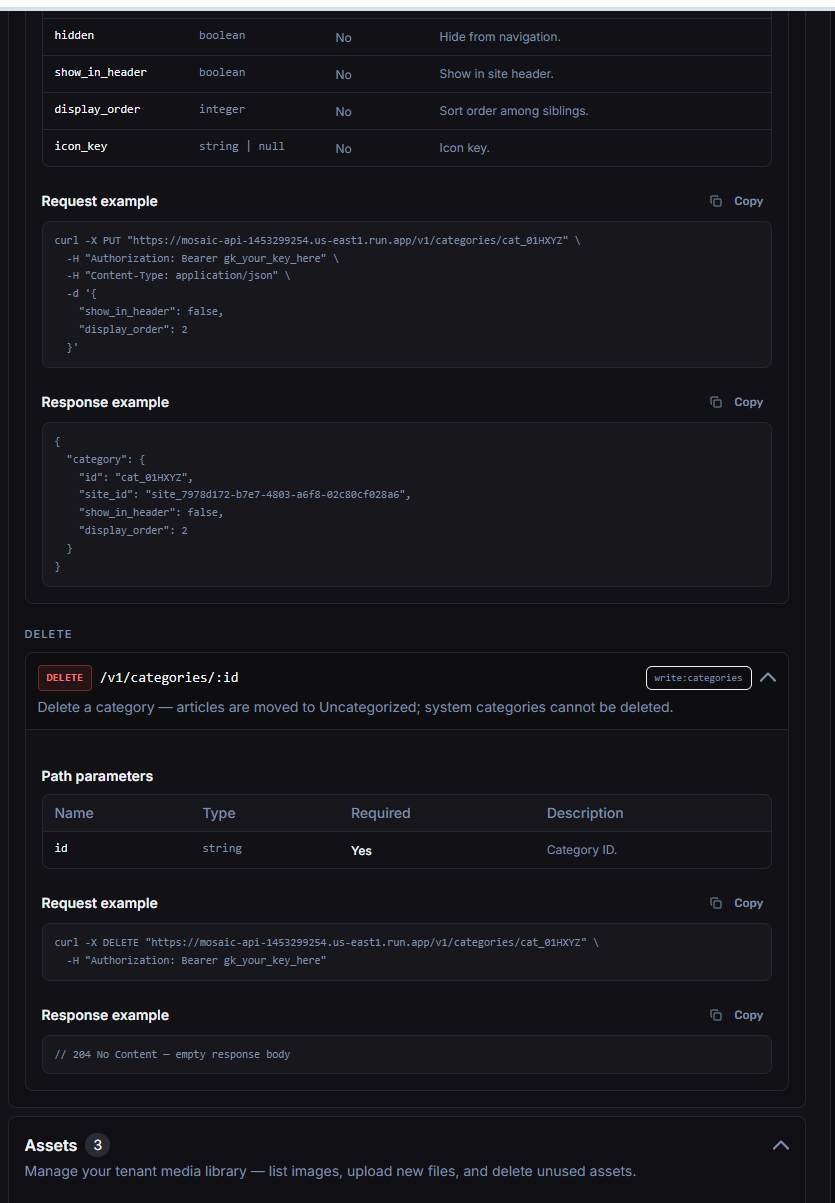 hidden boolean No Hide from navigation.
show_in_header boolean No Show in site header.
display_order integer No Sort order among siblings.
icon_key string | null No Icon key.
Request example Copy
curl -X PUT "https://mosaic-api-1453299254.us-east1.run.app/v1/categories/cat_01HXYZ" \
-H "Authorization: Bearer gk_your_key_here" \
-H "Content-Type: application/json" \
-d '{
"show_in_header": false,
"display_order": 2
}'
Response example Copy
{
"category": {
"id": "cat_01HXYZ",
"site_id": "site_7978d172-b7e7-4803-a6f8-02c80cf028a6",
"show_in_header": false,
"display_order": 2
}
}
DELETE
DELETE /v1/categories/:id write:categories
Delete a category — articles are moved to Uncategorized; system categories cannot be deleted.
Path parameters
Name Type Required Description
id string Yes Category ID.
Request example Copy
curl -X DELETE "https://mosaic-api-1453299254.us-east1.run.app/v1/categories/cat_01HXYZ" \
-H "Authorization: Bearer gk_your_key_here"
Response example Copy
// 204 No Content — empty response body
Assets 3
Manage your tenant media library — list images, upload new files, and delete unused assets.